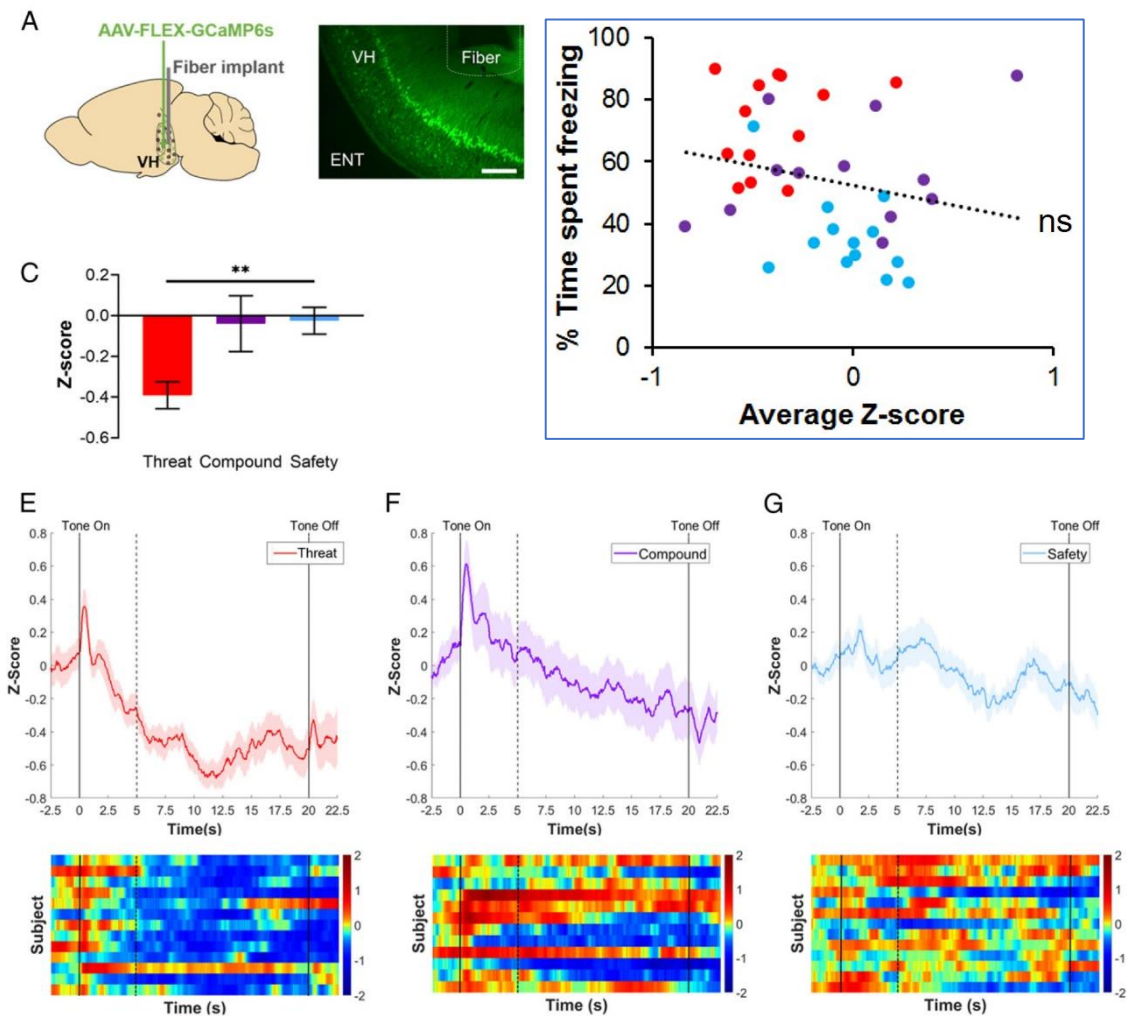 A
AAV-FLEX-GCaMP6s
Fiber implant
VH
VH
Fiber
ENT
100
80
60
40
20
0
% Time spent freezing
ns
-1
0
1
Average Z-score
C
0.2
0.0
-0.2
-0.4
-0.6
Z-score
**
Threat Compound Safety
E
Tone On
Tone Off
Threat
0.8
0.6
0.4
0.2
0
-0.2
-0.4
-0.6
-0.8
Z-Score
-2.5 0 2.5 5 7.5 10 12.5 15 17.5 20 22.5
Time(s)
F
Tone On
Tone Off
Compound
0.8
0.6
0.4
0.2
0
-0.2
-0.4
-0.6
-0.8
Z-Score
-2.5 0 2.5 5 7.5 10 12.5 15 17.5 20 22.5
Time(s)
G
Tone On
Tone Off
Safety
0.8
0.6
0.4
0.2
0
-0.2
-0.4
-0.6
-0.8
Z-Score
-2.5 0 2.5 5 7.5 10 12.5 15 17.5 20 22.5
Time(s)
Subject
2
1
0
-1
-2
Time (s)
Subject
2
1
0
-1
-2
Time (s)
Subject
2
1
0
-1
-2
Time (s)